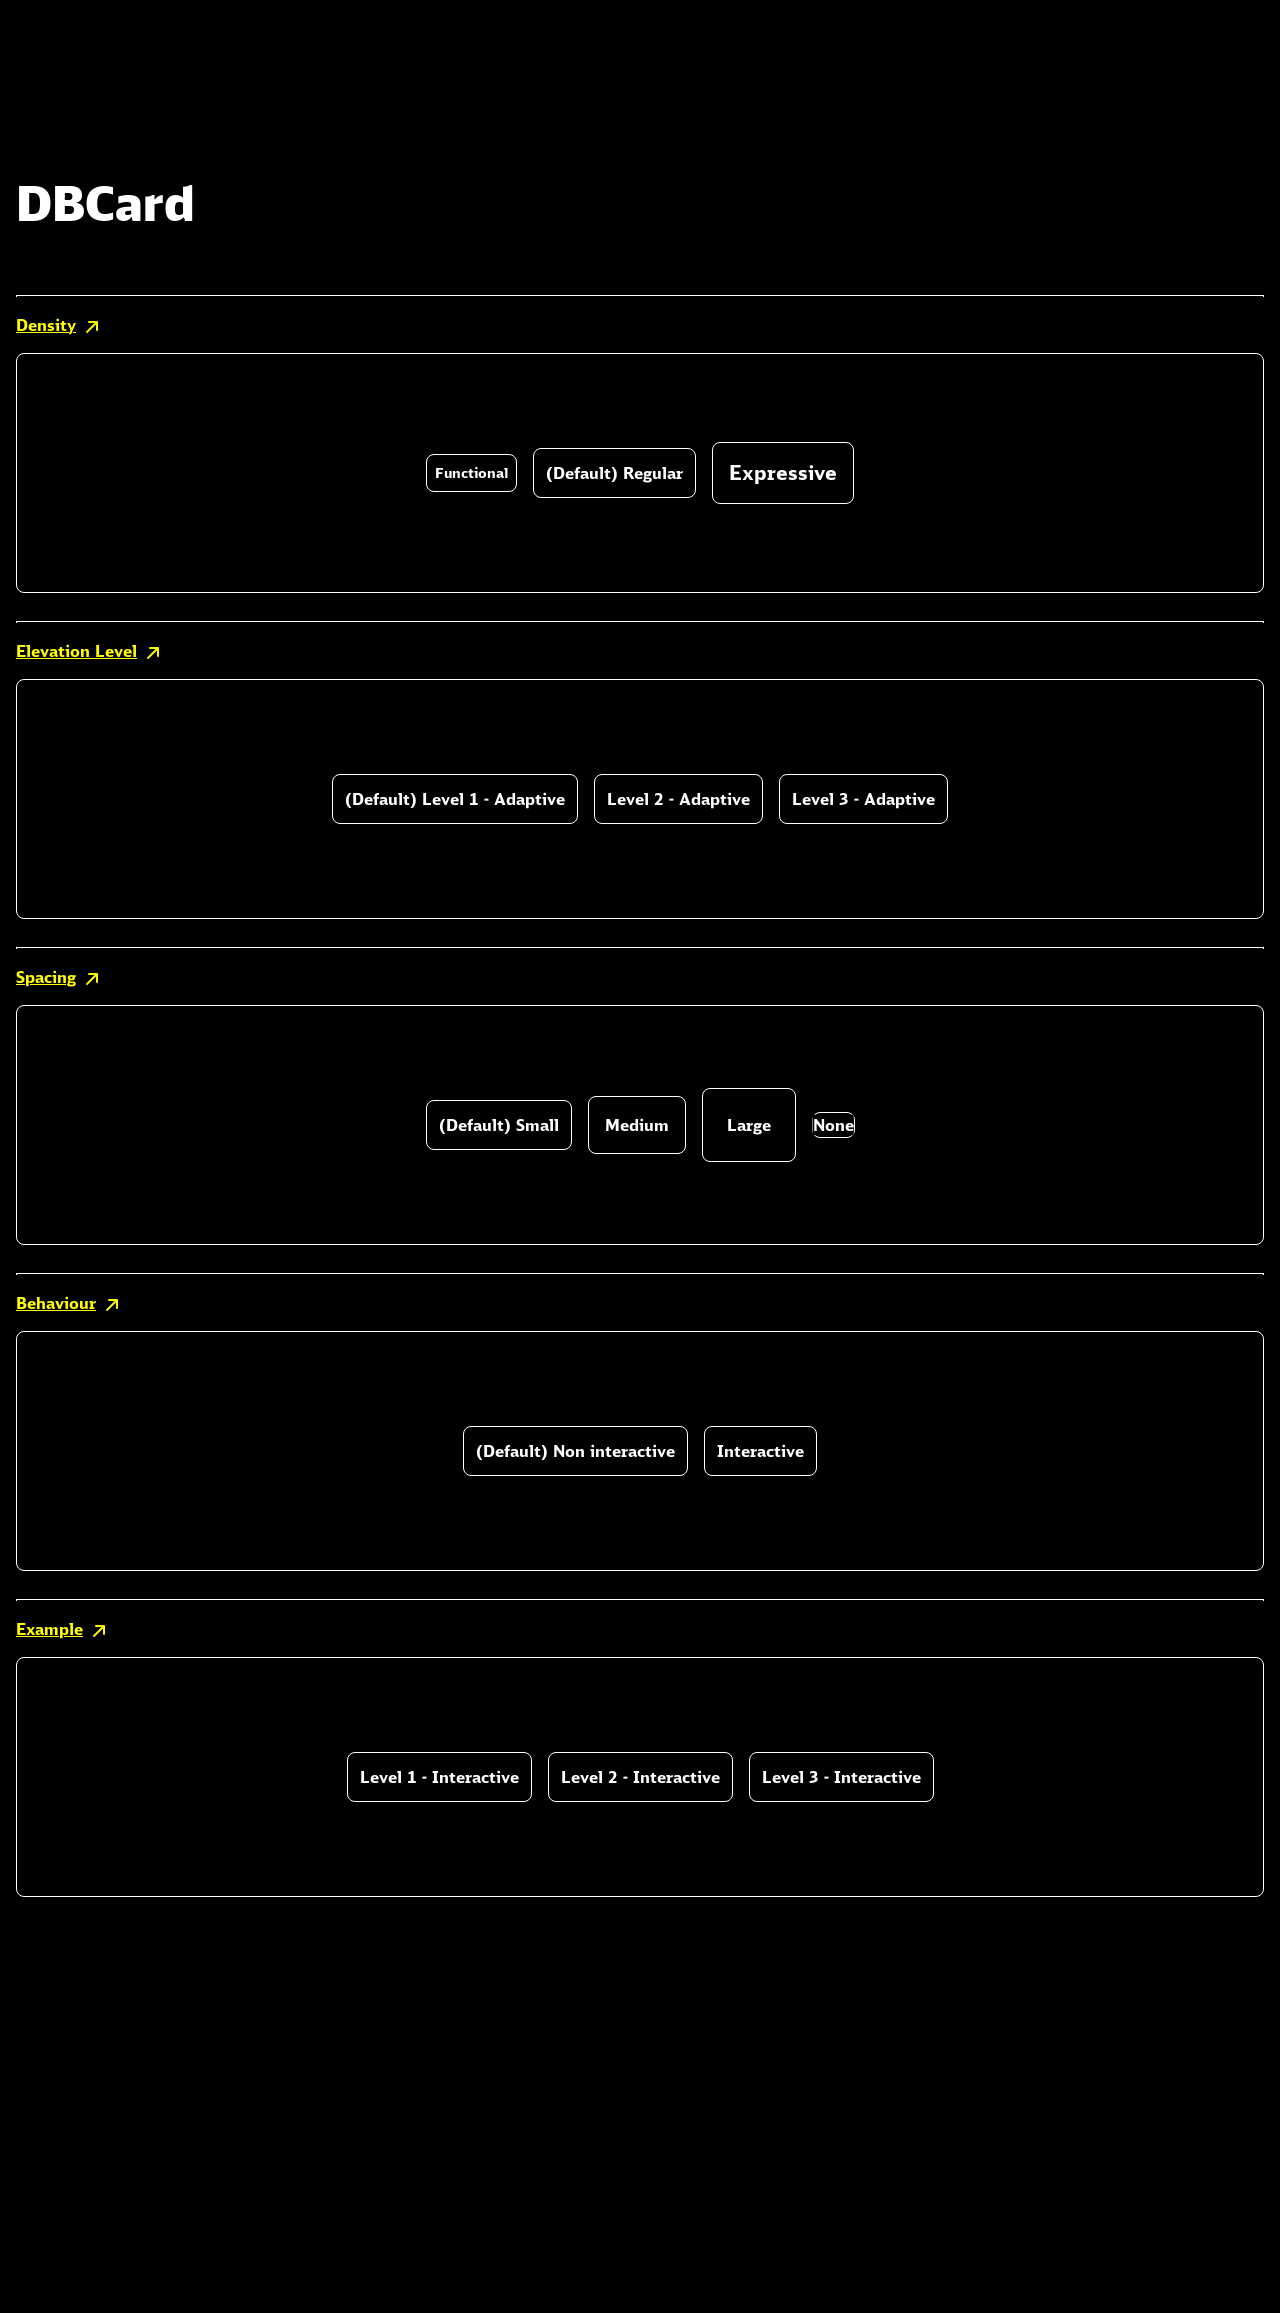 DBCard
Density
Functional (Default) Regular Expressive
Elevation Level
(Default) Level 1 - Adaptive Level 2 - Adaptive Level 3 - Adaptive
Spacing
(Default) Small Medium Large None
Behaviour
(Default) Non interactive Interactive
Example
Level 1 - Interactive Level 2 - Interactive Level 3 - Interactive